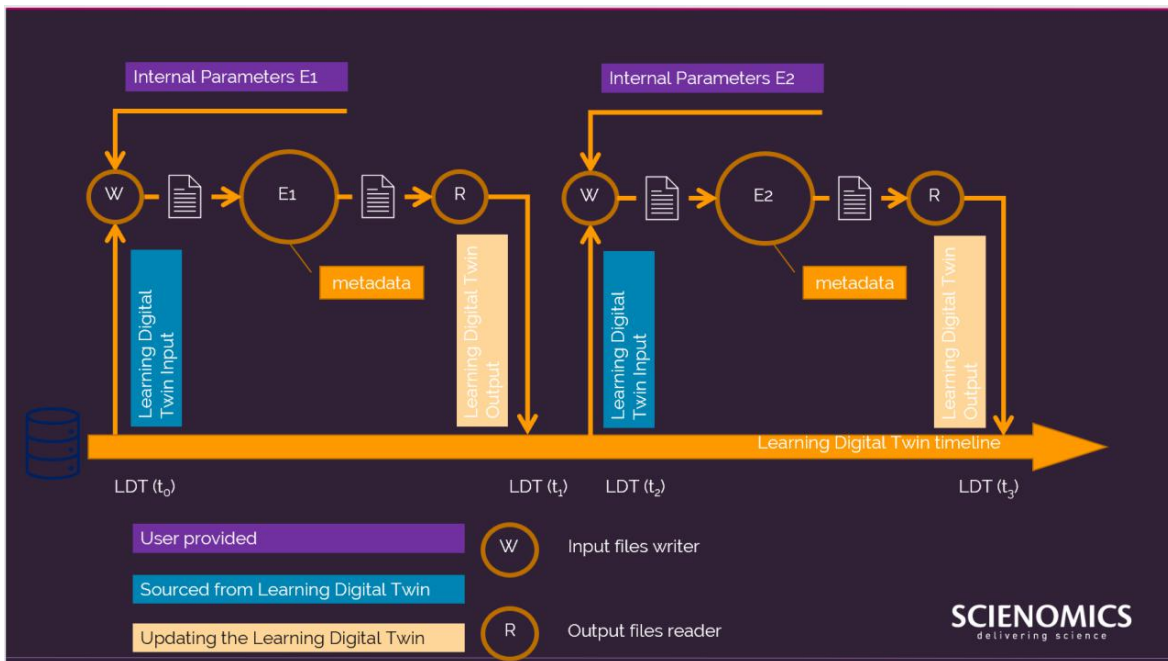 Internal Parameters E1
Internal Parameters E2
W
E1
R
W
E2
R
metadata
metadata
Learning Digital
Twin Input
Learning Digital Twin
Output
Learning Digital
Twin Input
Learning Digital Twin
Output
Learning Digital Twin timeline
LDT (t₀)
LDT (t₁)
LDT (t₂)
LDT (t₃)
User provided
W
Input files writer
Sourced from Learning Digital Twin
Updating the Learning Digital Twin
R
Output files reader
SCIENOMICS
delivering science